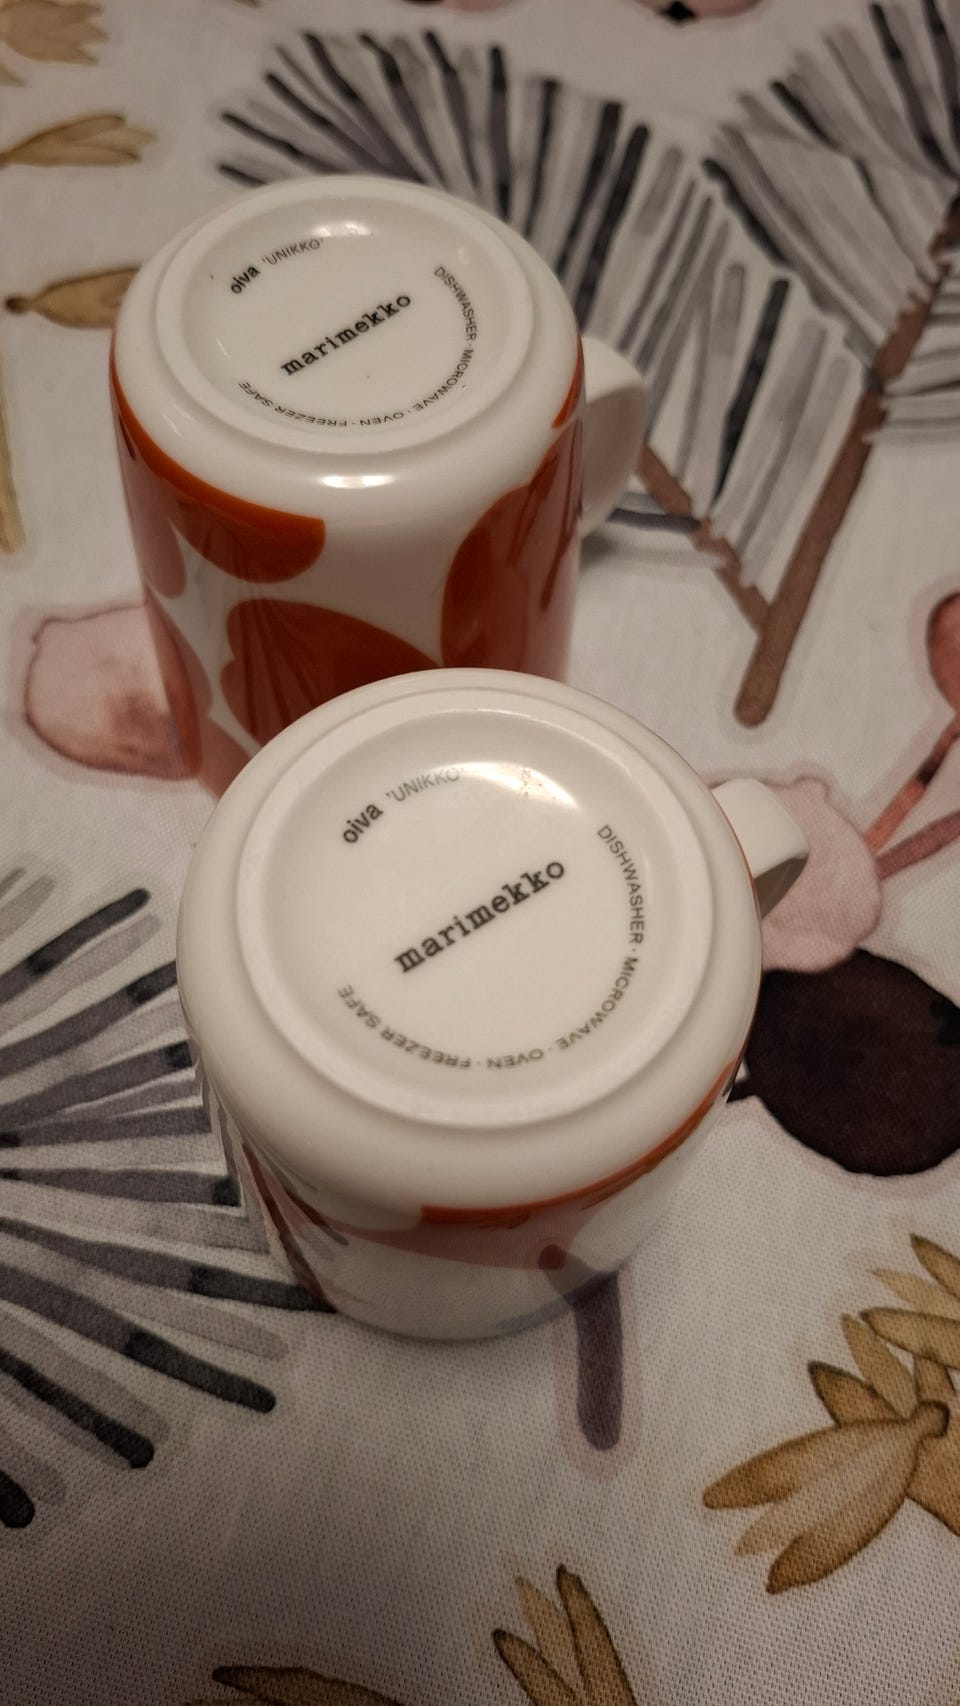 oiva 'UNIKKO'
marimekko
DISHWASHER · MICROWAVE · OVEN · FREEZER SAFE
oiva 'UNIKKO'
marimekko
DISHWASHER · MICROWAVE · OVEN · FREEZER SAFE